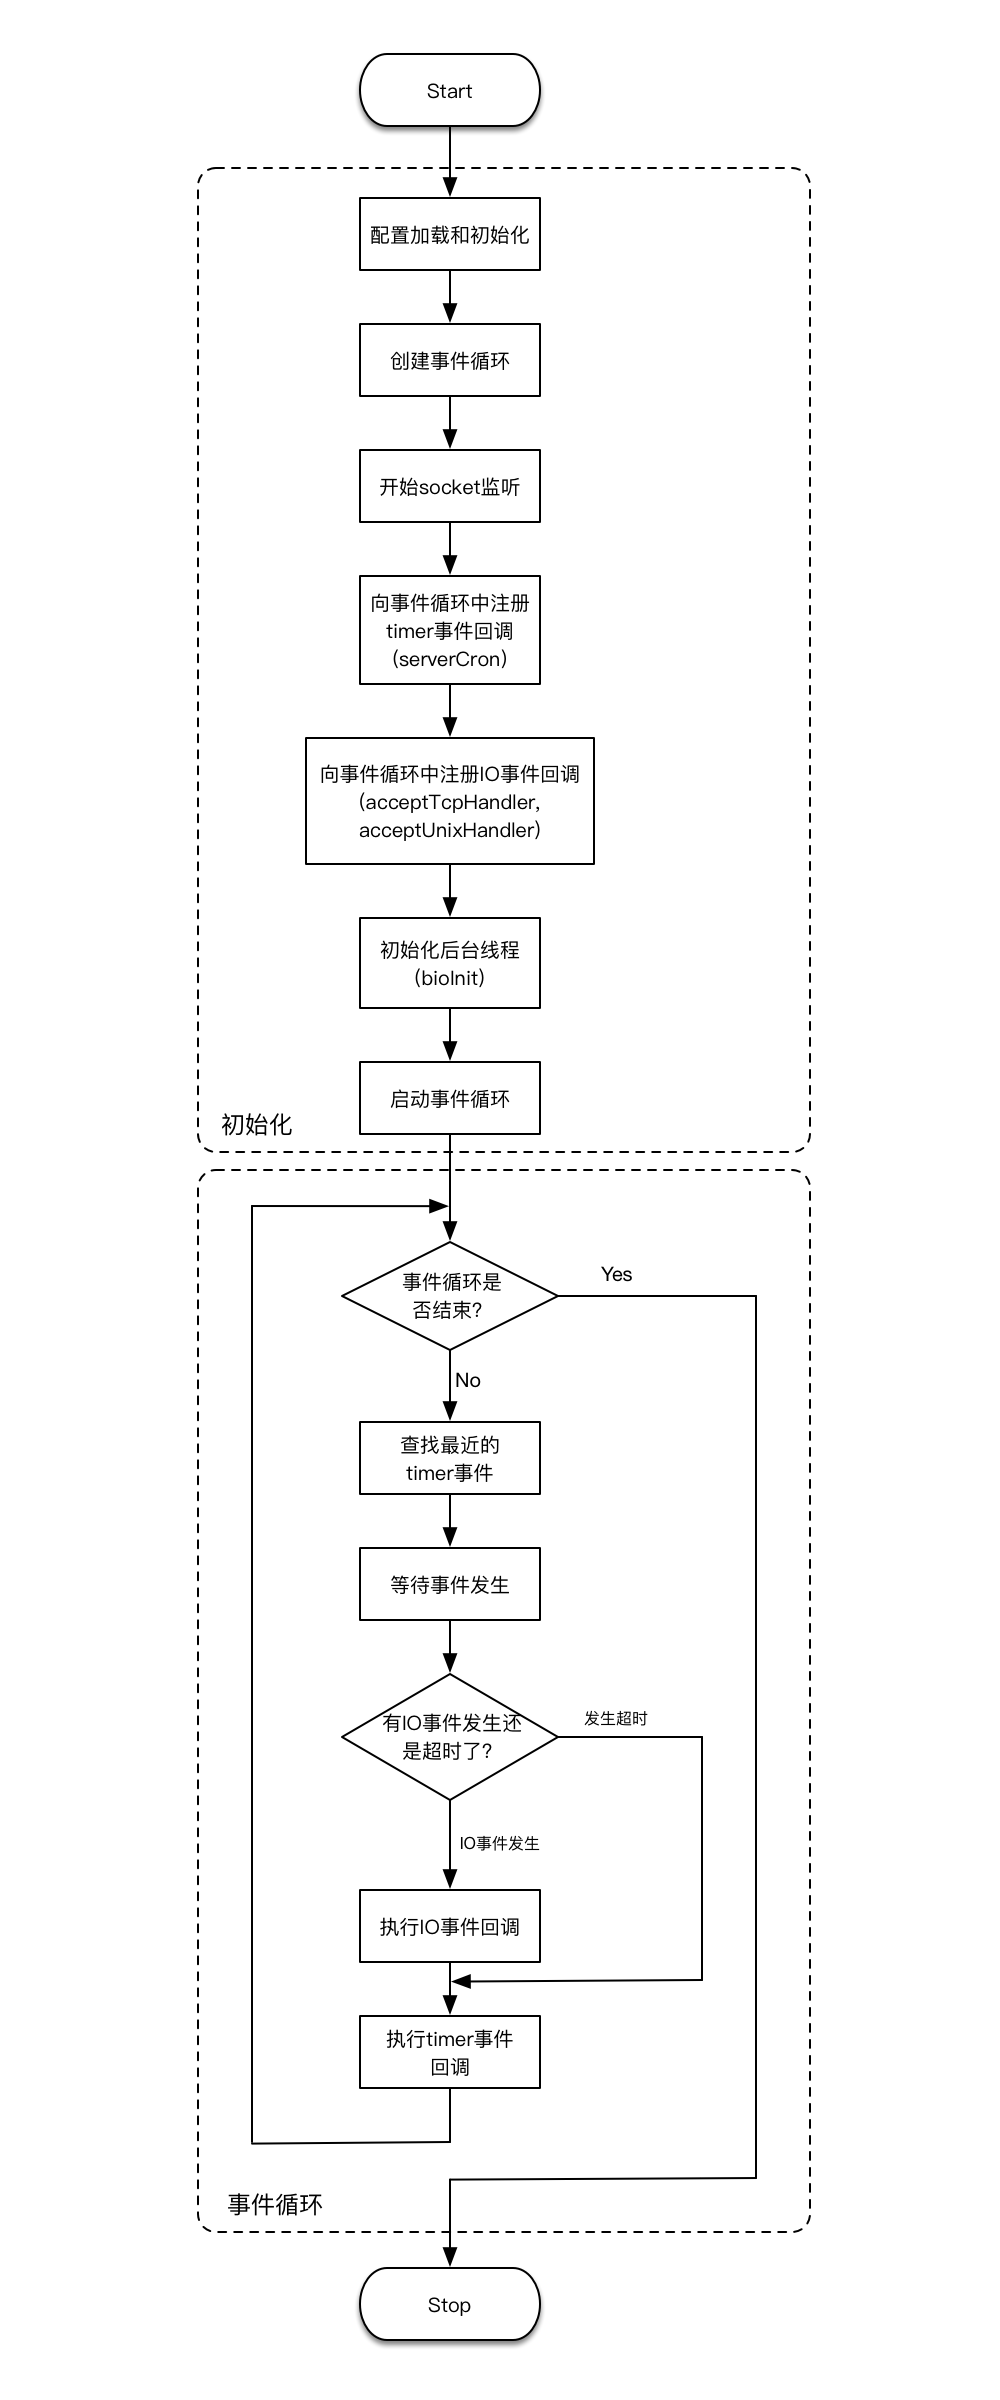 Start
配置加载和初始化
创建事件循环
开始socket监听
向事件循环中注册
timer事件回调
(serverCron)
向事件循环中注册IO事件回调
(acceptTcpHandler,
acceptUnixHandler)
初始化后台线程
(bioInit)
启动事件循环
初始化
事件循环是
否结束?
Yes
No
查找最近的
timer事件
等待事件发生
有IO事件发生还
是超时了?
发生超时
IO事件发生
执行IO事件回调
执行timer事件
回调
事件循环
Stop